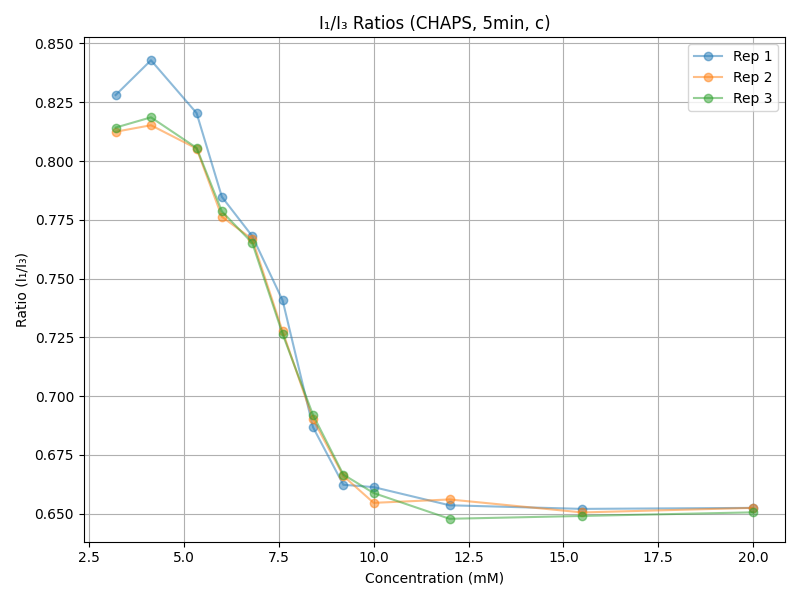 I₁/I₃ Ratios (CHAPS, 5min, c)
Rep 1
Rep 2
Rep 3
Ratio (I₁/I₃)
0.850
0.825
0.800
0.775
0.750
0.725
0.700
0.675
0.650
2.5 5.0 7.5 10.0 12.5 15.0 17.5 20.0
Concentration (mM)